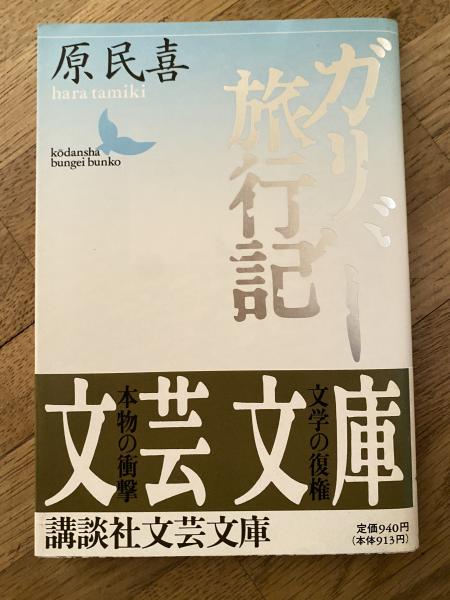 原民喜
hara tamiki
kōdansha
bungei bunko
ガリバー
旅行記
文芸文庫
文学の復権
本物の衝撃
講談社文芸文庫
定価940円
(本体913円)